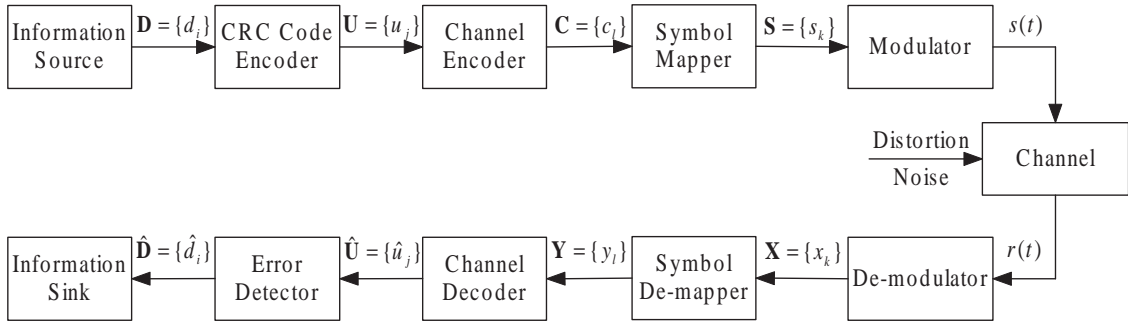 Information Source
D = {d_i}
CRC Code Encoder
U = {u_j}
Channel Encoder
C = {c_l}
Symbol Mapper
S = {s_k}
Modulator
s(t)
Distortion
Noise
Channel
Information Sink
D̂ = {d̂_i}
Error Detector
Û = {û_j}
Channel Decoder
Y = {y_l}
Symbol De-mapper
X = {x_k}
De-modulator
r(t)